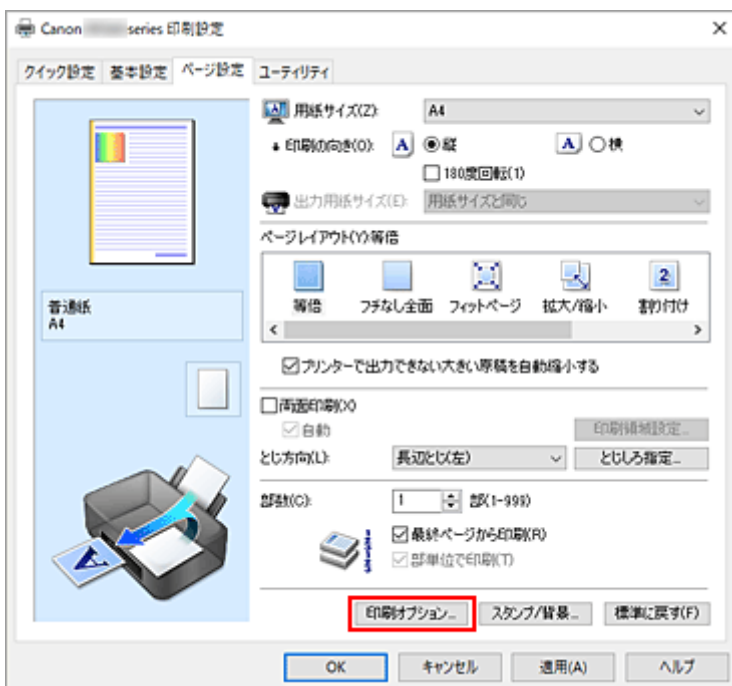 Canon series 印刷設定
クイック設定 基本設定 ページ設定 ユーティリティ
用紙サイズ(Z): A4
印刷の向き(O): A 縦 A 横
180度回転(1)
出力用紙サイズ(E): 用紙サイズと同じ
ページレイアウト(Y):等倍
等倍 フチなし全面 フィットページ 拡大/縮小 割り付け
普通紙
A4
プリンターで出力できない大きい原稿を自動縮小する
両面印刷(X)
自動 印刷領域設定...
とじ方向(L): 長辺とじ(左) とじしろ指定...
部数(C): 1 部(1-999)
最終ページから印刷(R)
部単位で印刷(T)
印刷オプション... スタンプ/背景... 標準に戻す(F)
OK キャンセル 適用(A) ヘルプ